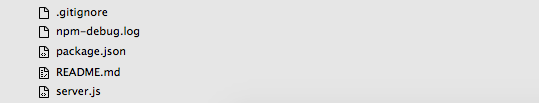 .gitignore
npm-debug.log
package.json
README.md
server.js